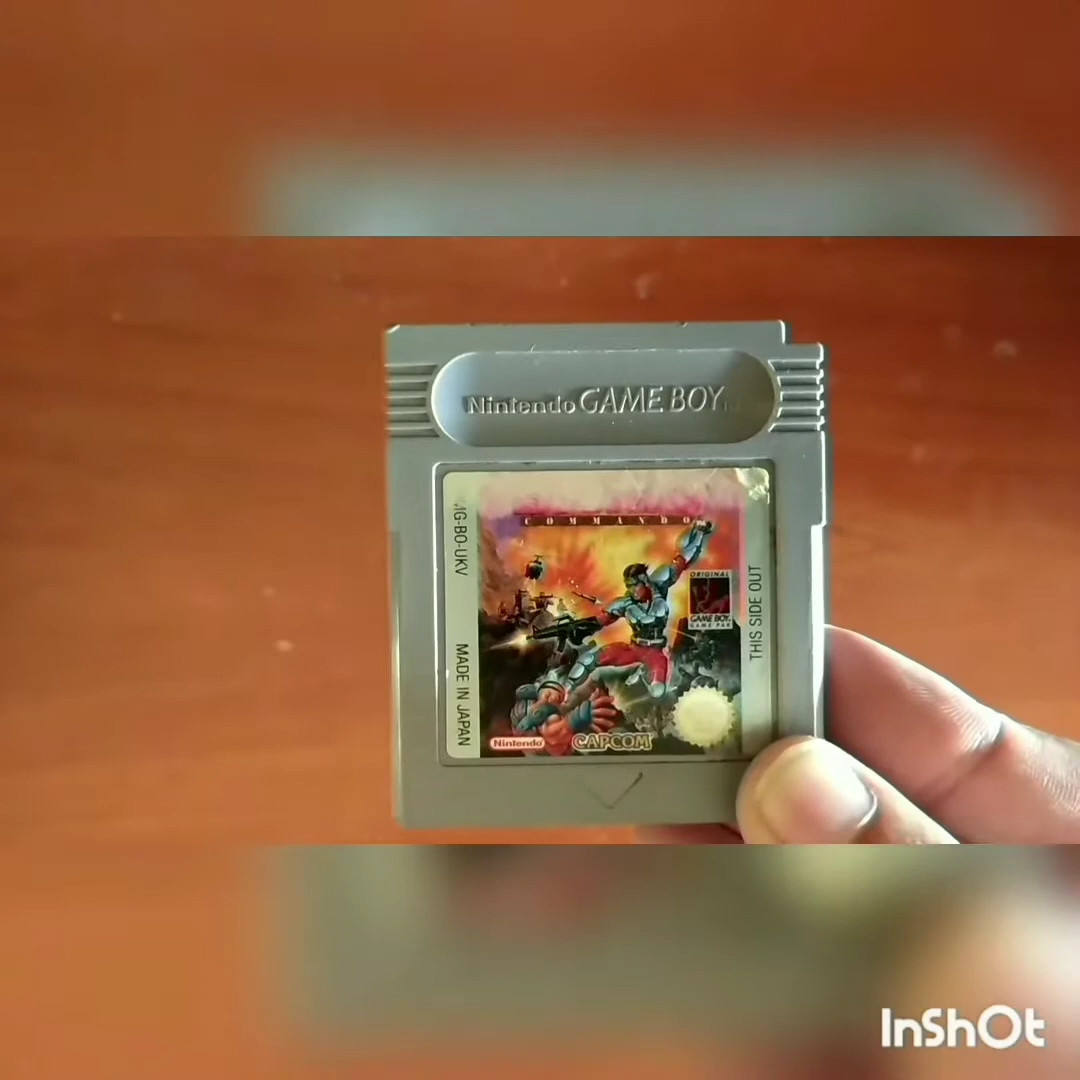 Nintendo GAME BOY
COMMANDO
MG-BO-UKV
MADE IN JAPAN
THIS SIDE OUT
ORIGINAL
GAME BOY
GAME PAK
Nintendo
CAPCOM
InShOt